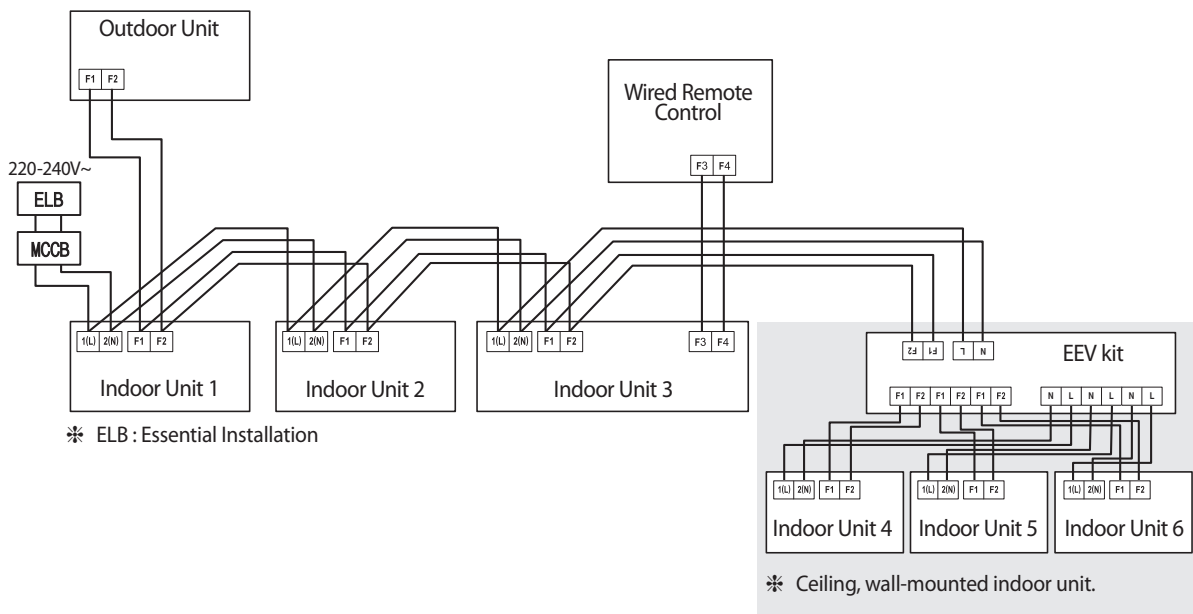 Outdoor Unit
F1 F2
Wired Remote
Control
F3 F4
220-240V~
ELB
MCCB
1(L) 2(N) F1 F2
Indoor Unit 1
1(L) 2(N) F1 F2
Indoor Unit 2
1(L) 2(N) F1 F2
F3 F4
Indoor Unit 3
F2 F1 L N
EEV kit
F1 F2 F1 F2 F1 F2
N L N L N L
※ ELB : Essential Installation
1(L) 2(N) F1 F2
Indoor Unit 4
1(L) 2(N) F1 F2
Indoor Unit 5
1(L) 2(N) F1 F2
Indoor Unit 6
※ Ceiling, wall-mounted indoor unit.